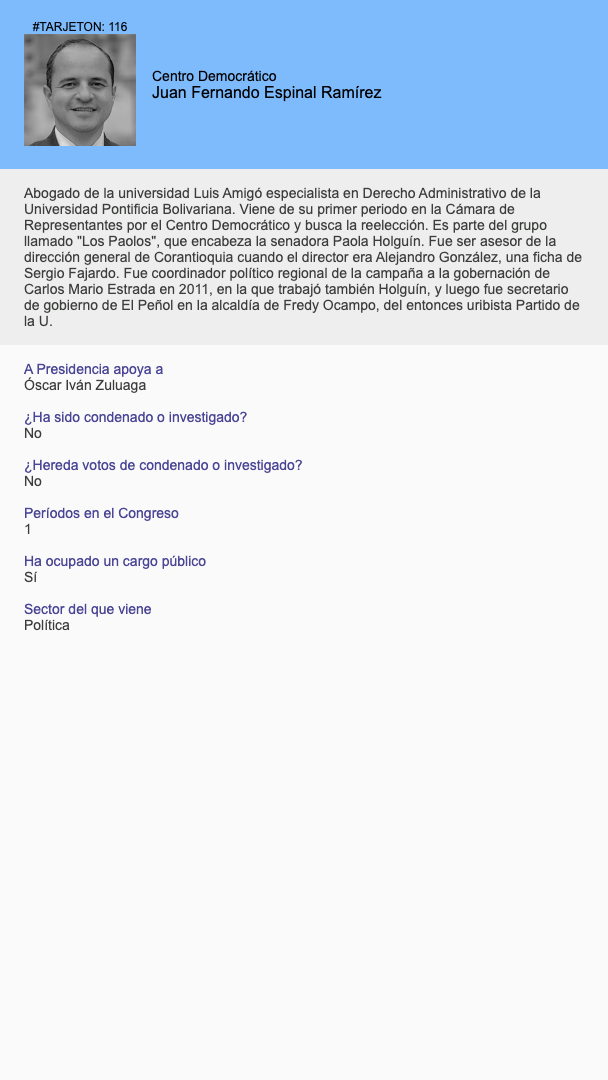 #TARJETON: 116
Centro Democrático
Juan Fernando Espinal Ramírez
Abogado de la universidad Luis Amigó especialista en Derecho Administrativo de la
Universidad Pontificia Bolivariana. Viene de su primer periodo en la Cámara de
Representantes por el Centro Democrático y busca la reelección. Es parte del grupo
llamado "Los Paolos", que encabeza la senadora Paola Holguín. Fue ser asesor de la
dirección general de Corantioquia cuando el director era Alejandro González, una ficha de
Sergio Fajardo. Fue coordinador político regional de la campaña a la gobernación de
Carlos Mario Estrada en 2011, en la que trabajó también Holguín, y luego fue secretario
de gobierno de El Peñol en la alcaldía de Fredy Ocampo, del entonces uribista Partido de
la U.
A Presidencia apoya a
Óscar Iván Zuluaga
¿Ha sido condenado o investigado?
No
¿Hereda votos de condenado o investigado?
No
Períodos en el Congreso
1
Ha ocupado un cargo público
Sí
Sector del que viene
Política